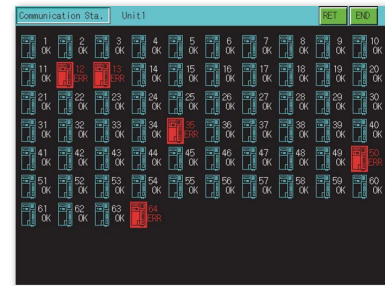 Communication Sta. Unit1 RET END
1 2 3 4 5 6 7 8 9 10
OK OK OK OK OK OK OK OK OK OK
11 12 13 14 15 16 17 18 19 20
OK ERR ERR OK OK OK OK OK OK OK
21 22 23 24 25 26 27 28 29 30
OK OK OK OK OK OK OK OK OK OK
31 32 33 34 35 36 37 38 39 40
OK OK OK OK ERR OK OK OK OK OK
41 42 43 44 45 46 47 48 49 50
OK OK OK OK OK OK OK OK OK ERR
51 52 53 54 55 56 57 58 59 60
OK OK OK OK OK OK OK OK OK OK
61 62 63 64
OK OK OK ERR